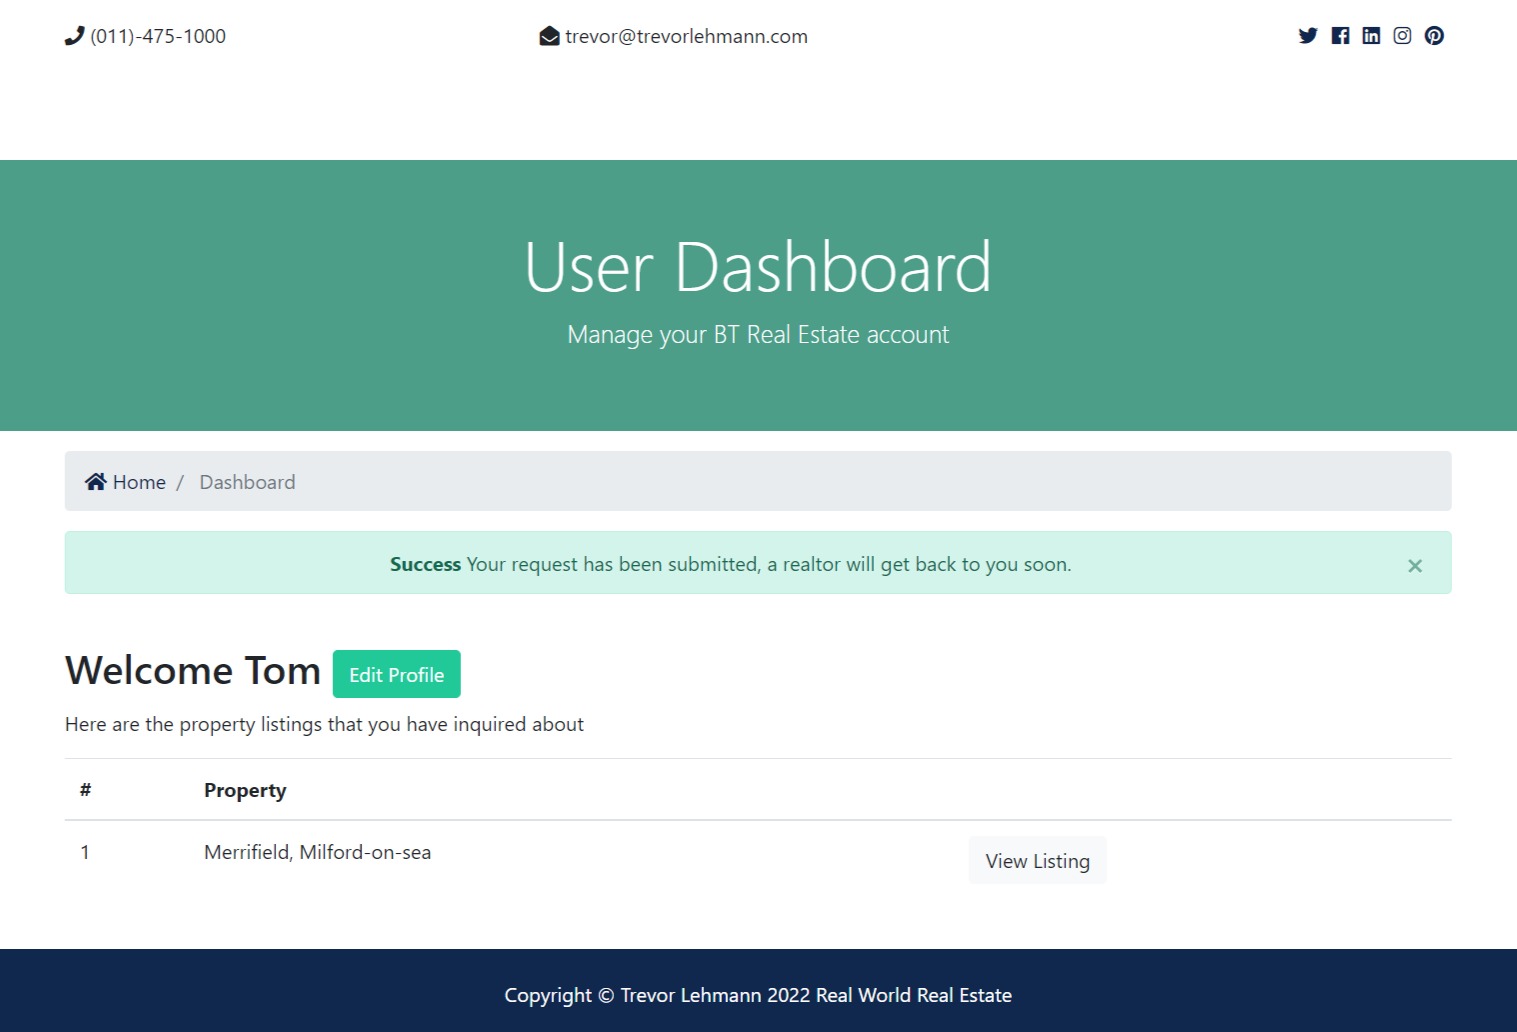 (011)-475-1000
trevor@trevorlehmann.com
User Dashboard
Manage your BT Real Estate account
Home / Dashboard
Success Your request has been submitted, a realtor will get back to you soon. ×
Welcome Tom Edit Profile
Here are the property listings that you have inquired about
# Property
1 Merrifield, Milford-on-sea View Listing
Copyright © Trevor Lehmann 2022 Real World Real Estate